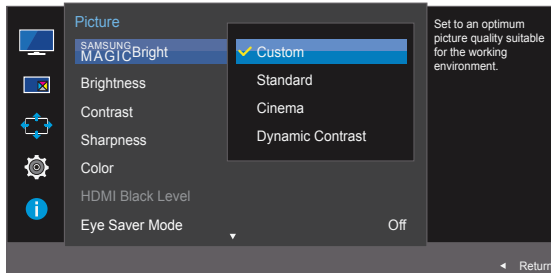 Picture
SAMSUNG
MAGICBright
Custom
Standard
Cinema
Dynamic Contrast
Brightness
Contrast
Sharpness
Color
HDMI Black Level
Eye Saver Mode Off
Set to an optimum
picture quality suitable
for the working
environment.
Return